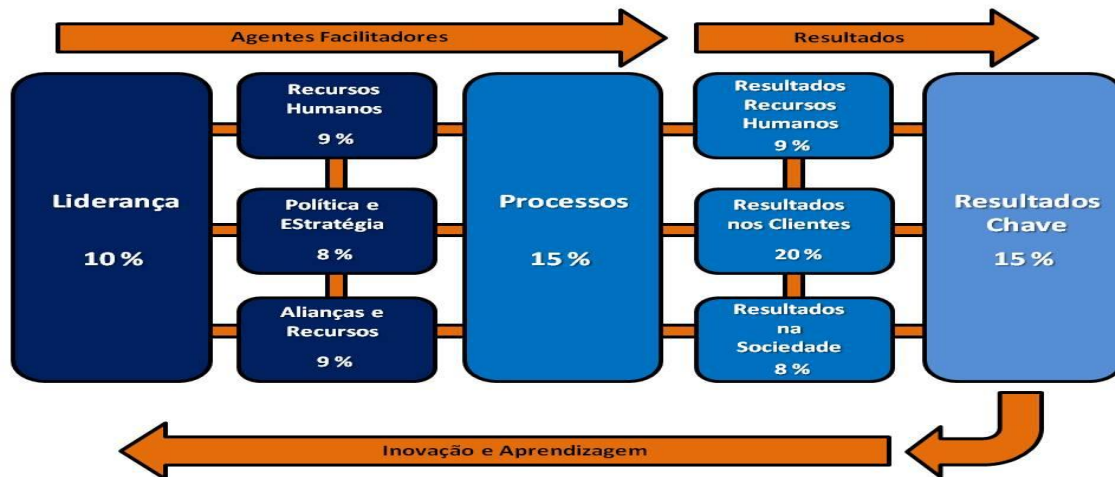 Agentes Facilitadores
Resultados
Liderança
10 %
Recursos
Humanos
9 %
Política e
EStratégia
8 %
Alianças e
Recursos
9 %
Processos
15 %
Resultados
Recursos
Humanos
9 %
Resultados
nos Clientes
20 %
Resultados
na
Sociedade
8 %
Resultados
Chave
15 %
Inovação e Aprendizagem